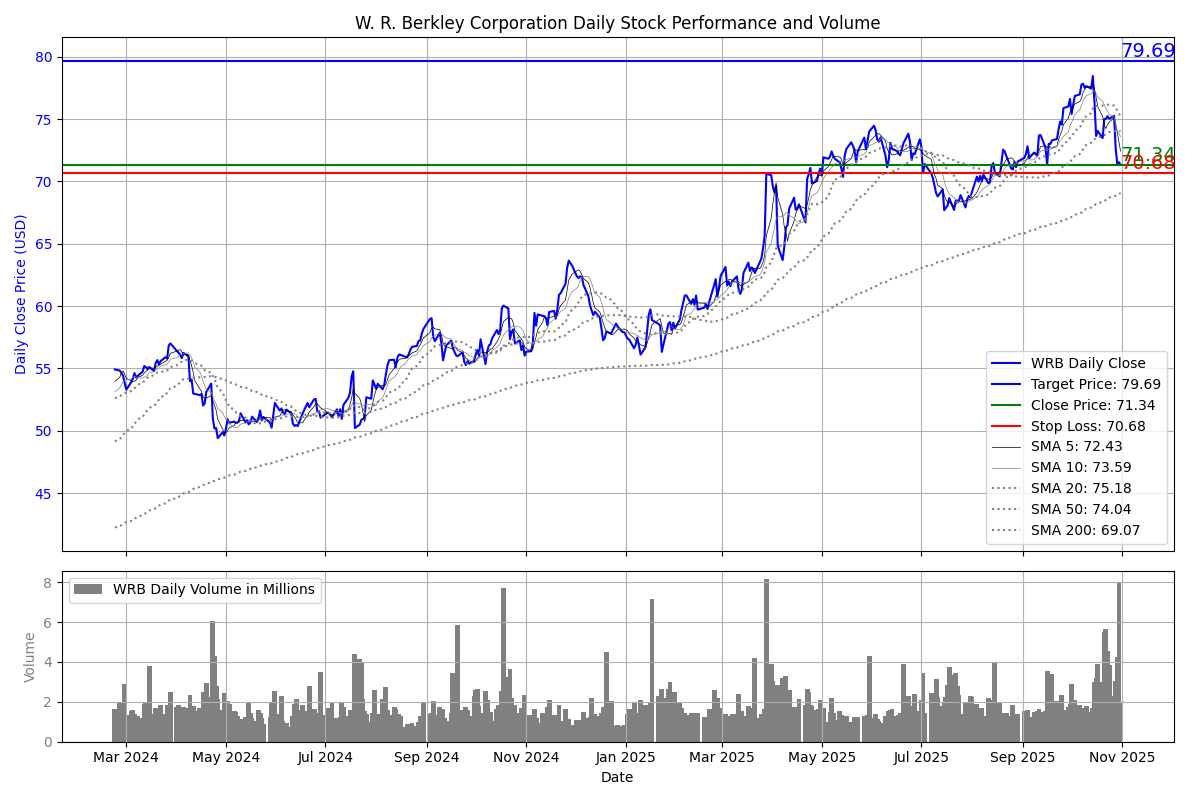 W. R. Berkley Corporation Daily Stock Performance and Volume
Daily Close Price (USD)
80
75
70
65
60
55
50
45
79.69
71.34
70.68
WRB Daily Close
Target Price: 79.69
Close Price: 71.34
Stop Loss: 70.68
SMA 5: 72.43
SMA 10: 73.59
SMA 20: 75.18
SMA 50: 74.04
SMA 200: 69.07
Volume
8
6
4
2
0
WRB Daily Volume in Millions
Mar 2024 May 2024 Jul 2024 Sep 2024 Nov 2024 Jan 2025 Mar 2025 May 2025 Jul 2025 Sep 2025 Nov 2025
Date